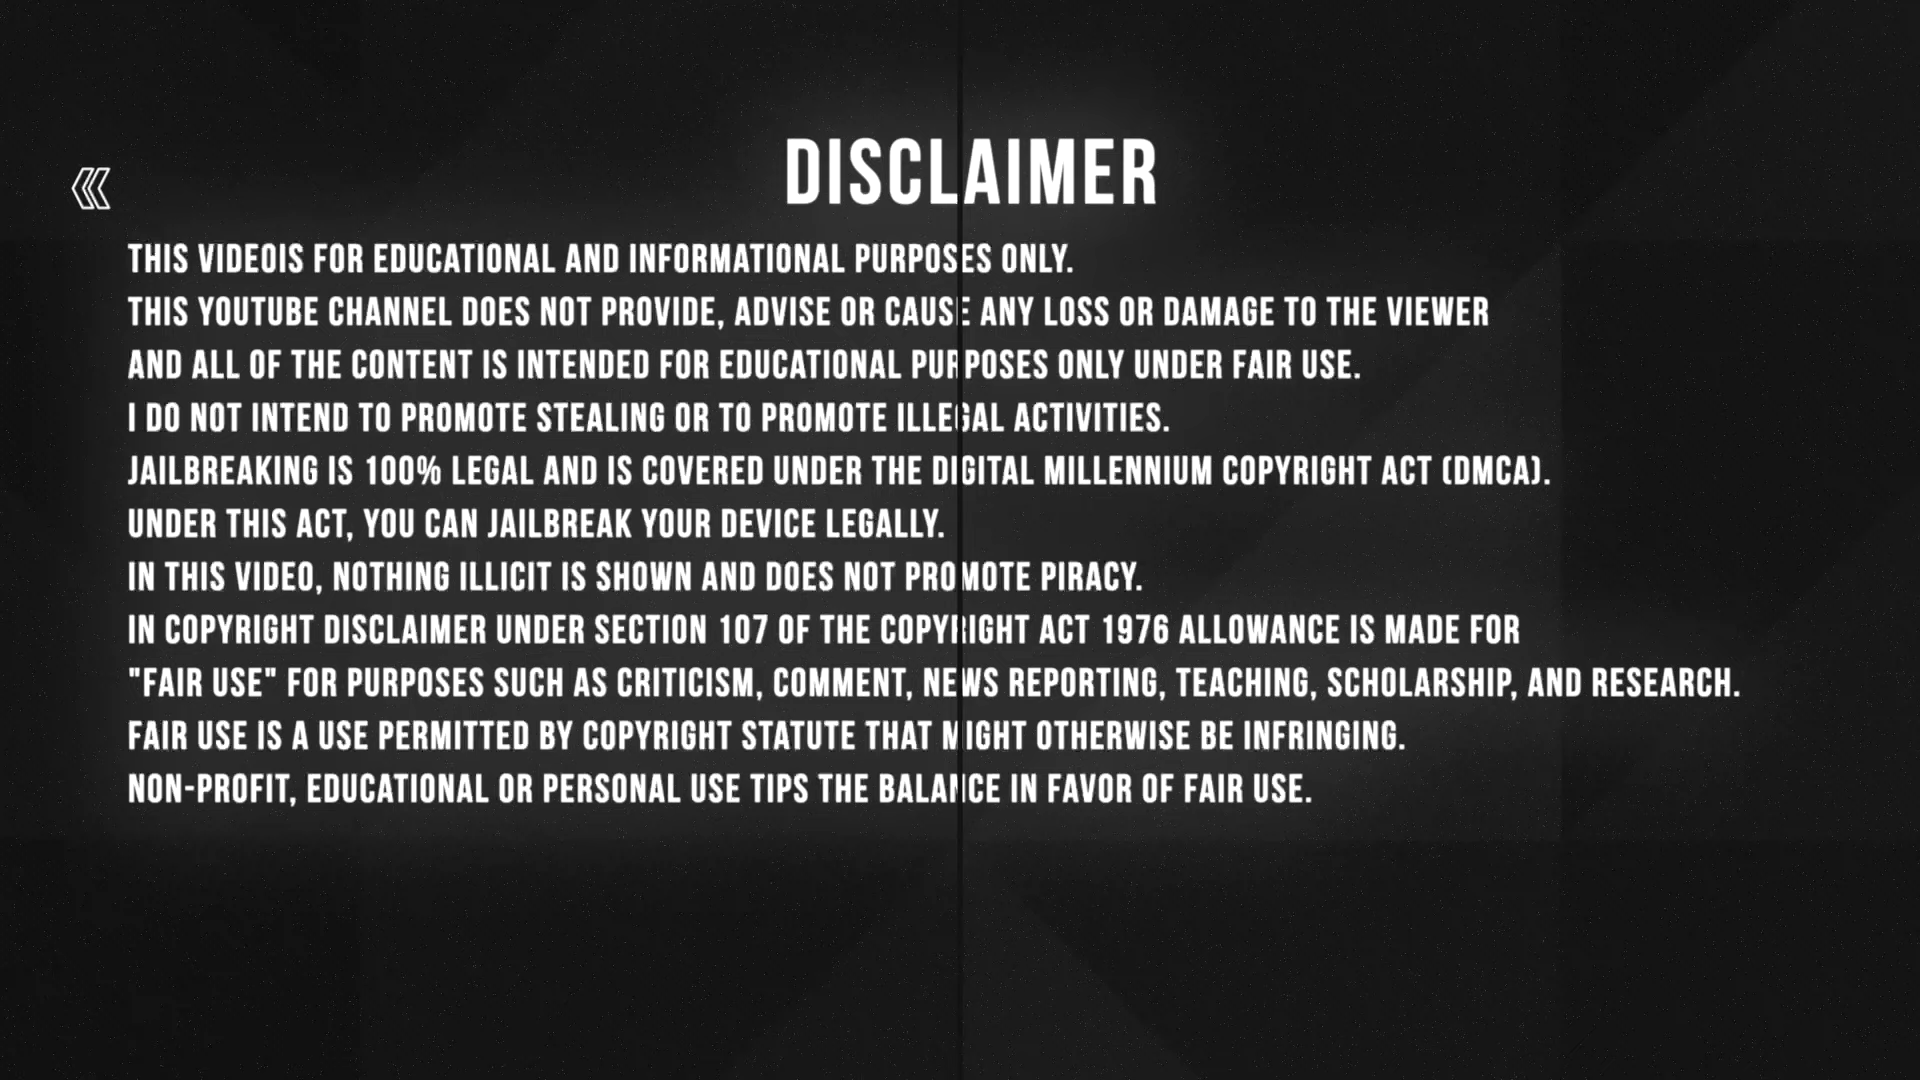 DISCLAIMER
THIS VIDEOIS FOR EDUCATIONAL AND INFORMATIONAL PURPOSES ONLY.
THIS YOUTUBE CHANNEL DOES NOT PROVIDE, ADVISE OR CAUSE ANY LOSS OR DAMAGE TO THE VIEWER
AND ALL OF THE CONTENT IS INTENDED FOR EDUCATIONAL PURPOSES ONLY UNDER FAIR USE.
I DO NOT INTEND TO PROMOTE STEALING OR TO PROMOTE ILLEGAL ACTIVITIES.
JAILBREAKING IS 100% LEGAL AND IS COVERED UNDER THE DIGITAL MILLENNIUM COPYRIGHT ACT (DMCA).
UNDER THIS ACT, YOU CAN JAILBREAK YOUR DEVICE LEGALLY.
IN THIS VIDEO, NOTHING ILLICIT IS SHOWN AND DOES NOT PROMOTE PIRACY.
IN COPYRIGHT DISCLAIMER UNDER SECTION 107 OF THE COPYRIGHT ACT 1976 ALLOWANCE IS MADE FOR
"FAIR USE" FOR PURPOSES SUCH AS CRITICISM, COMMENT, NEWS REPORTING, TEACHING, SCHOLARSHIP, AND RESEARCH.
FAIR USE IS A USE PERMITTED BY COPYRIGHT STATUTE THAT MIGHT OTHERWISE BE INFRINGING.
NON-PROFIT, EDUCATIONAL OR PERSONAL USE TIPS THE BALANCE IN FAVOR OF FAIR USE.